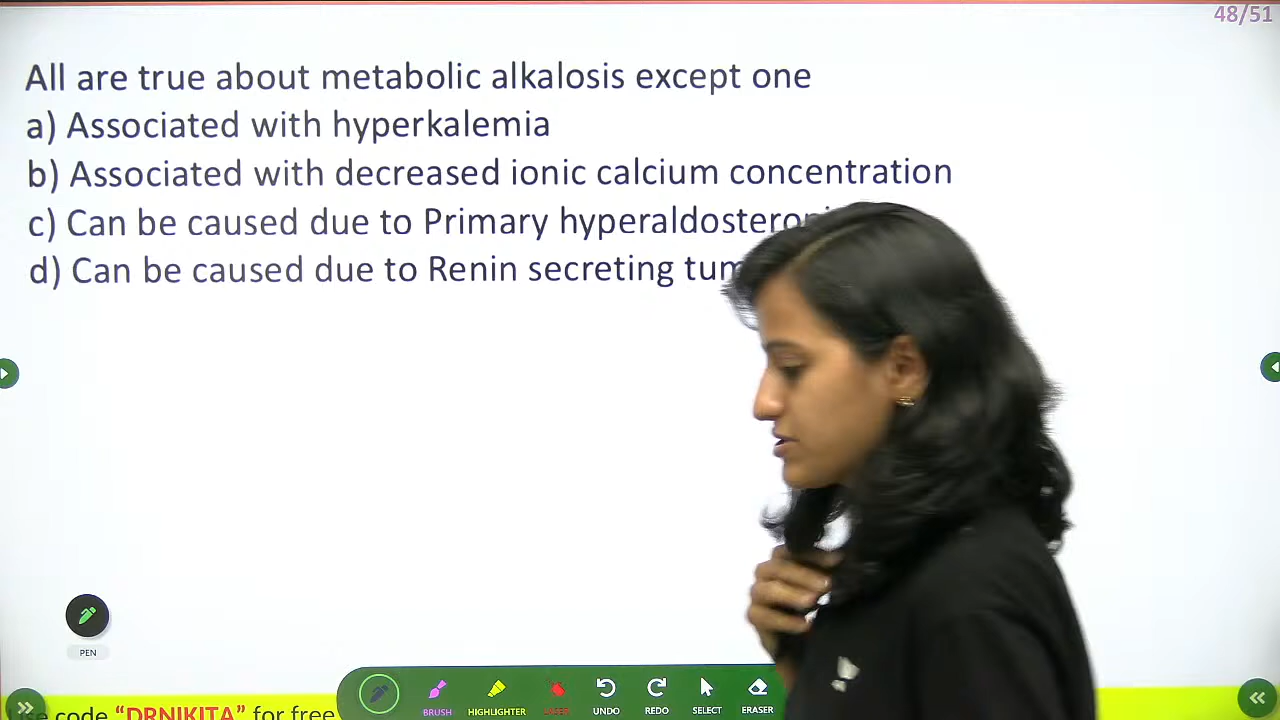 48/51
All are true about metabolic alkalosis except one
a) Associated with hyperkalemia
b) Associated with decreased ionic calcium concentration
c) Can be caused due to Primary
d) Can be caused due to Renin secreting
PEN
BRUSH
HIGHLIGHTER
LASER
UNDO
REDO
SELECT
ERASER
code “DRNIKITA” for free